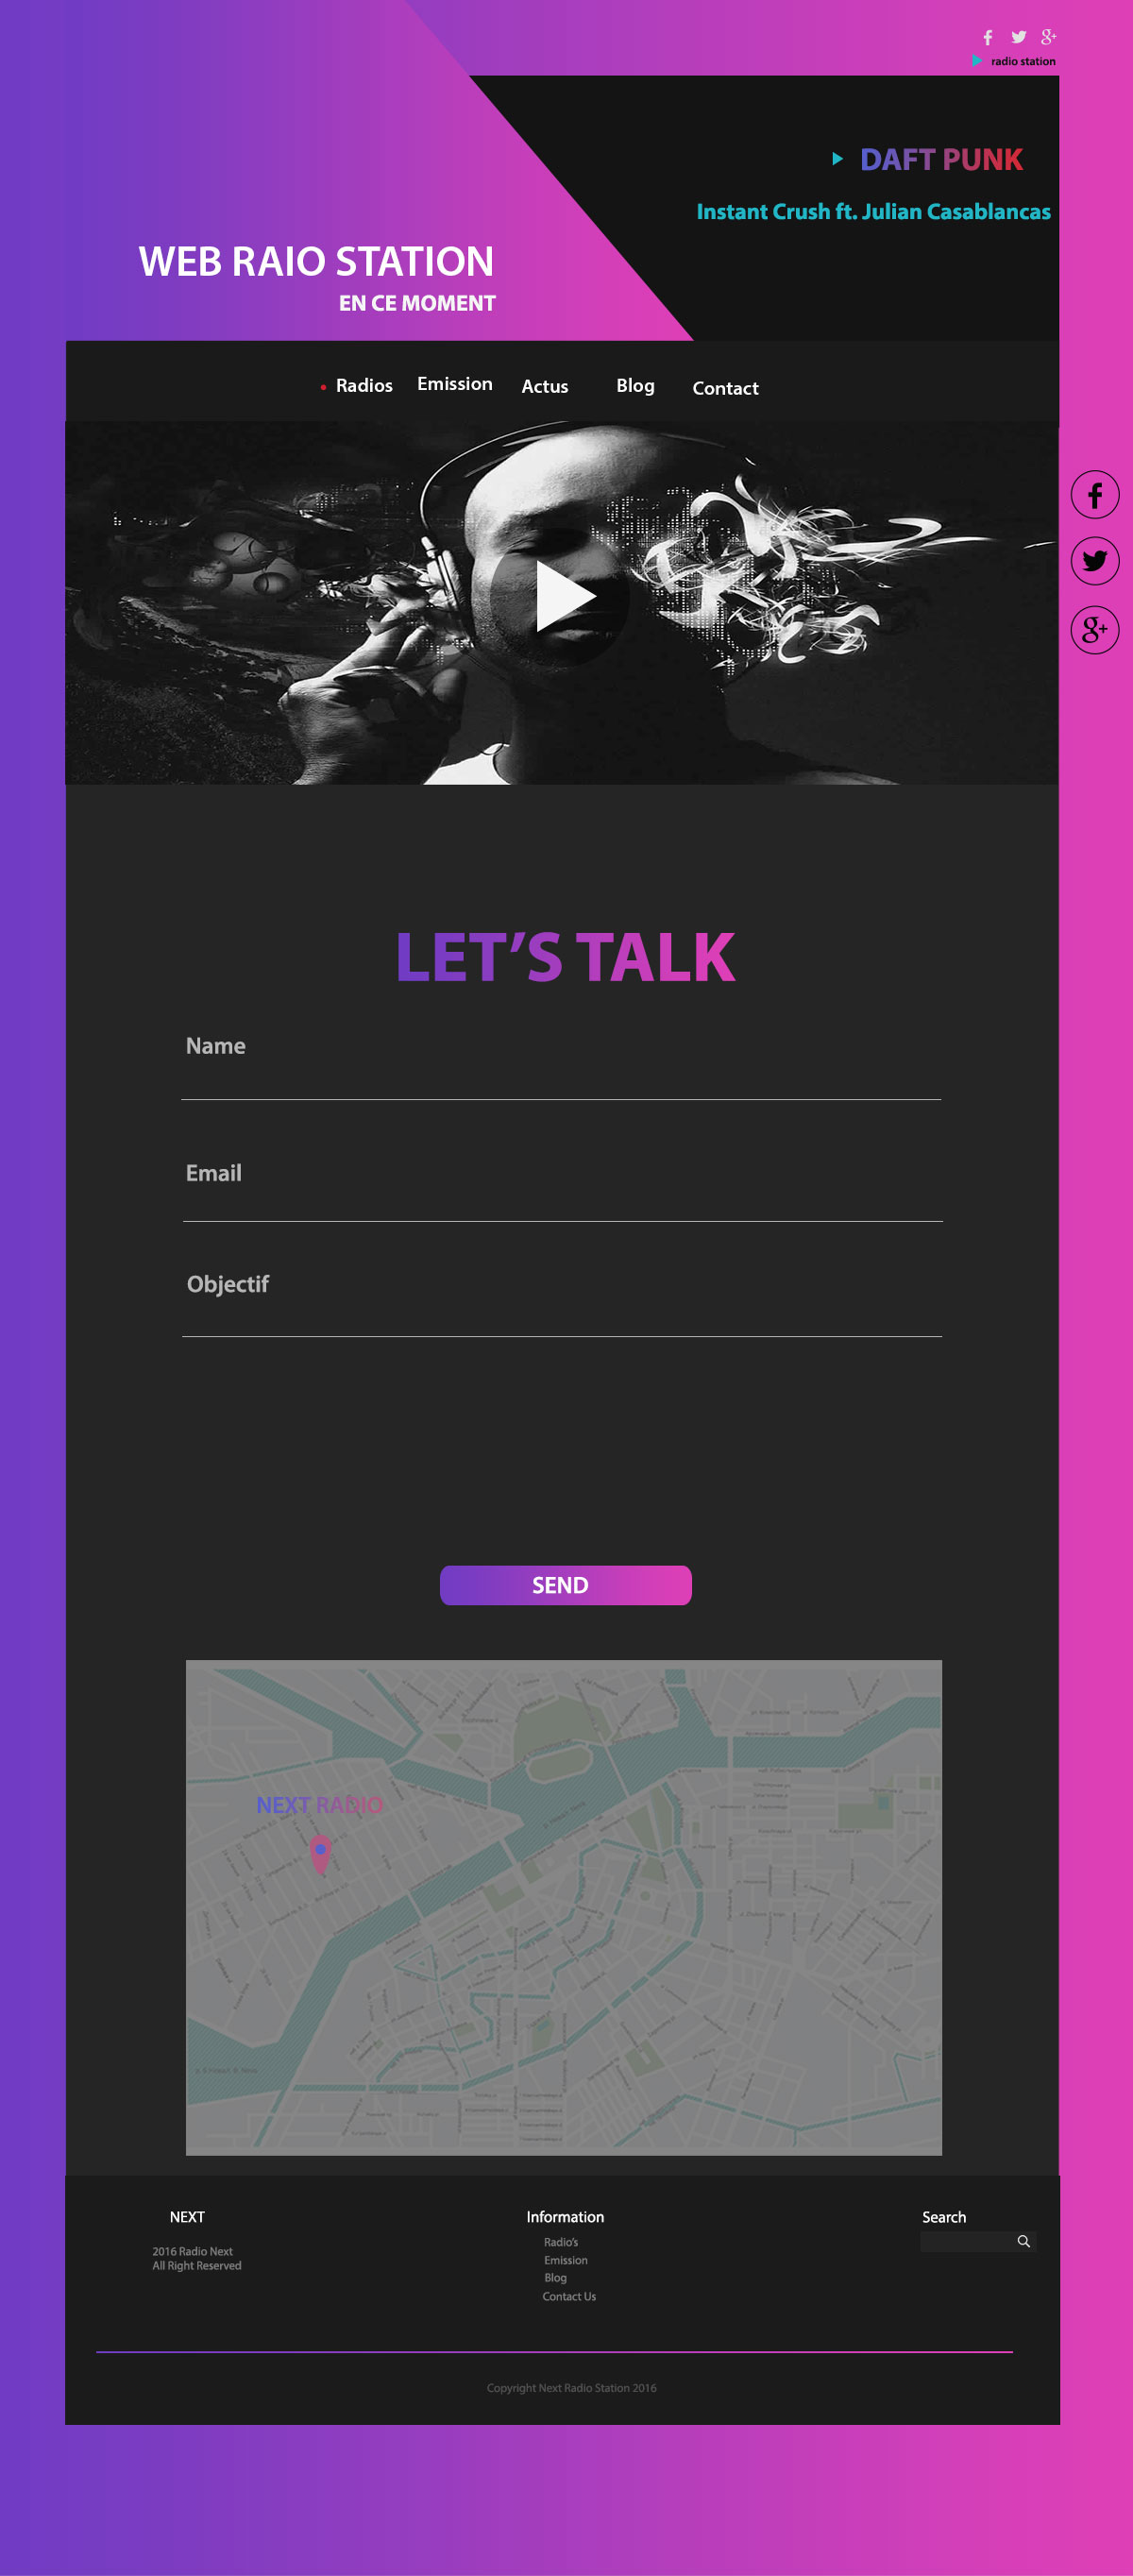 radio station
DAFT PUNK
Instant Crush ft. Julian Casablancas
WEB RAIO STATION
EN CE MOMENT
Radios Emission Actus Blog Contact
LET'S TALK
Name
Email
Objectif
SEND
NEXT RADIO
NEXT
2016 Radio Next
All Right Reserved
Information
Radio's
Emission
Blog
Contact Us
Search
Copyright Next Radio Station 2016